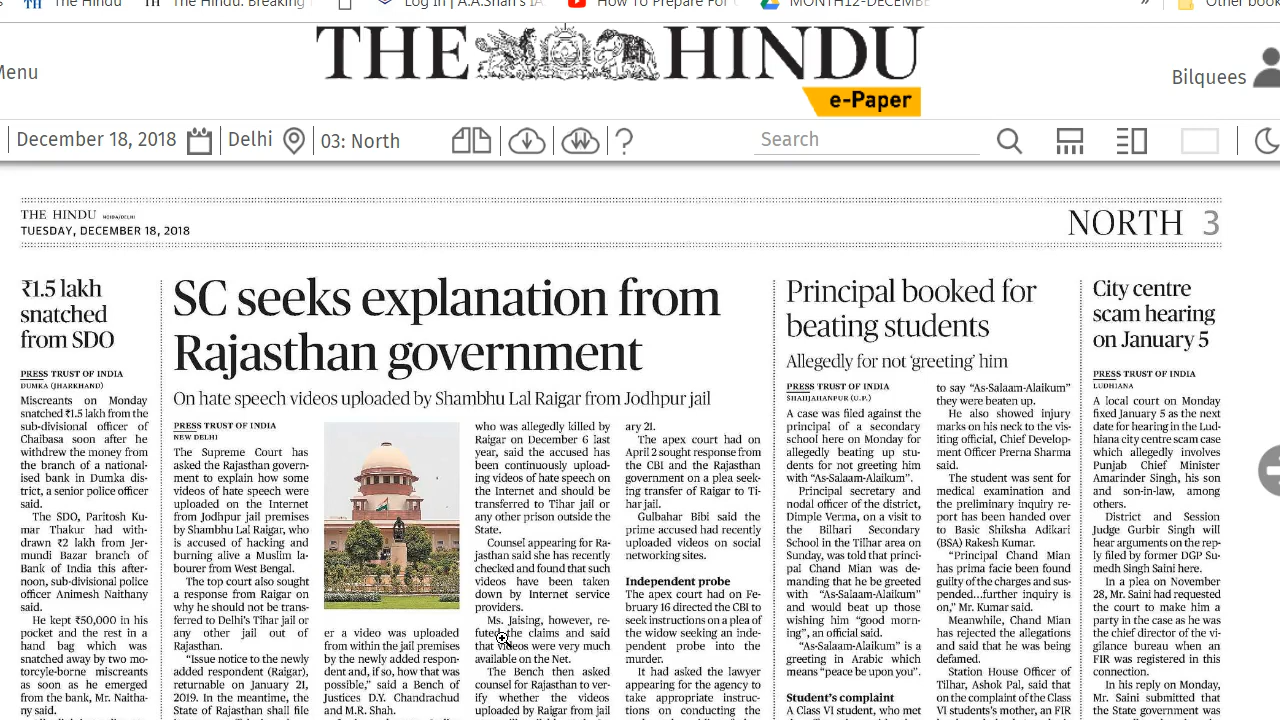 The Hindu
The Hindu: Breaking
Log In | A.A.Shah's IA
How To Prepare For
MONTH12-DECEMBE
»
Other book
THE HINDU
e-Paper
Menu
Bilquees
December 18, 2018
Delhi
03: North
?
Search
THE HINDU NOIDA/DELHI
TUESDAY, DECEMBER 18, 2018
NORTH 3
₹1.5 lakh
snatched
from SDO
PRESS TRUST OF INDIA
DUMKA (JHARKHAND)
Miscreants on Monday
snatched ₹1.5 lakh from the
sub-divisional officer of
Chaibasa soon after he
withdrew the money from
the branch of a national-
ised bank in Dumka dis-
trict, a senior police officer
said.
The SDO, Paritosh Ku-
mar Thakur had with-
drawn ₹2 lakh from Jer-
mundi Bazar branch of
Bank of India this after-
noon, sub-divisional police
officer Animesh Naithany
said.
He kept ₹50,000 in his
pocket and the rest in a
hand bag which was
snatched away by two mo-
torcyle-borne miscreants
as soon as he emerged
from the bank, Mr. Naitha-
ny said.
SC seeks explanation from
Rajasthan government
On hate speech videos uploaded by Shambhu Lal Raigar from Jodhpur jail
PRESS TRUST OF INDIA
NEW DELHI
The Supreme Court has
asked the Rajasthan govern-
ment to explain how some
videos of hate speech were
uploaded on the Internet
from Jodhpur jail premises
by Shambhu Lal Raigar, who
is accused of hacking and
burning alive a Muslim la-
bourer from West Bengal.
The top court also sought
a response from Raigar on
why he should not be trans-
ferred to Delhi's Tihar jail or
any other jail out of
Rajasthan.
"Issue notice to the newly
added respondent (Raigar),
returnable on January 21,
2019. In the meantime, the
State of Rajasthan shall file
er a video was uploaded
from within the jail premises
by the newly added respon-
dent and, if so, how that was
possible," said a Bench of
Justices D.Y. Chandrachud
and M.R. Shah.
who was allegedly killed by
Raigar on December 6 last
year, said the accused has
been continuously upload-
ing videos of hate speech on
the Internet and should be
transferred to Tihar jail or
any other prison outside the
State.
Counsel appearing for Ra-
jasthan said she has recently
checked and found that such
videos have been taken
down by Internet service
providers.
Ms. Jaising, however, re-
futed the claims and said
that videos were very much
available on the Net.
The Bench then asked
counsel for Rajasthan to ver-
ify whether the videos
uploaded by Raigar from jail
ary 21.
The apex court had on
April 2 sought response from
the CBI and the Rajasthan
government on a plea seek-
ing transfer of Raigar to Ti-
har jail.
Gulbahar Bibi said the
prime accused had recently
uploaded videos on social
networking sites.
Independent probe
The apex court had on Fe-
bruary 16 directed the CBI to
seek instructions on a plea of
the widow seeking an inde-
pendent probe into the
murder.
It had asked the lawyer
appearing for the agency to
take appropriate instruc-
tions on conducting the
Principal booked for
beating students
Allegedly for not 'greeting' him
PRESS TRUST OF INDIA
SHAHJAHANPUR (U.P.)
A case was filed against the
principal of a secondary
school here on Monday for
allegedly beating up stu-
dents for not greeting him
with "As-Salaam-Alaikum".
Principal secretary and
nodal officer of the district,
Dimple Verma, on a visit to
the Bilhari Secondary
School in the Tilhar area on
Sunday, was told that princi-
pal Chand Mian was de-
manding that he be greeted
with "As-Salaam-Alaikum"
and would beat up those
wishing him "good morn-
ing", an official said.
"As-Salaam-Alaikum" is a
greeting in Arabic which
means "peace be upon you".
Student's complaint
A Class VI student, who met
to say "As-Salaam-Alaikum"
they were beaten up.
He also showed injury
marks on his neck to the vis-
iting official, Chief Develop-
ment Officer Prerna Sharma
said.
The student was sent for
medical examination and
the preliminary inquiry re-
port has been handed over
to Basic Shiksha Adikari
(BSA) Rakesh Kumar.
"Principal Chand Mian
has prima facie been found
guilty of the charges and sus-
pended...further inquiry is
on," Mr. Kumar said.
Meanwhile, Chand Mian
has rejected the allegations
and said that he was being
defamed.
Station House Officer of
Tilhar, Ashok Pal, said that
on the complaint of the Class
VI students's mother, an FIR
City centre
scam hearing
on January 5
PRESS TRUST OF INDIA
LUDHIANA
A local court on Monday
fixed January 5 as the next
date for hearing in the Lud-
hiana city centre scam case
which allegedly involves
Punjab Chief Minister
Amarinder Singh, his son
and son-in-law, among
others.
District and Session
Judge Gurbir Singh will
hear arguments on the rep-
ly filed by former DGP Su-
medh Singh Saini here.
In a plea on November
28, Mr. Saini had requested
the court to make him a
party in the case as he was
the chief director of the vi-
gilance bureau when an
FIR was registered in this
connection.
In his reply on Monday,
Mr. Saini submitted that
the State government was